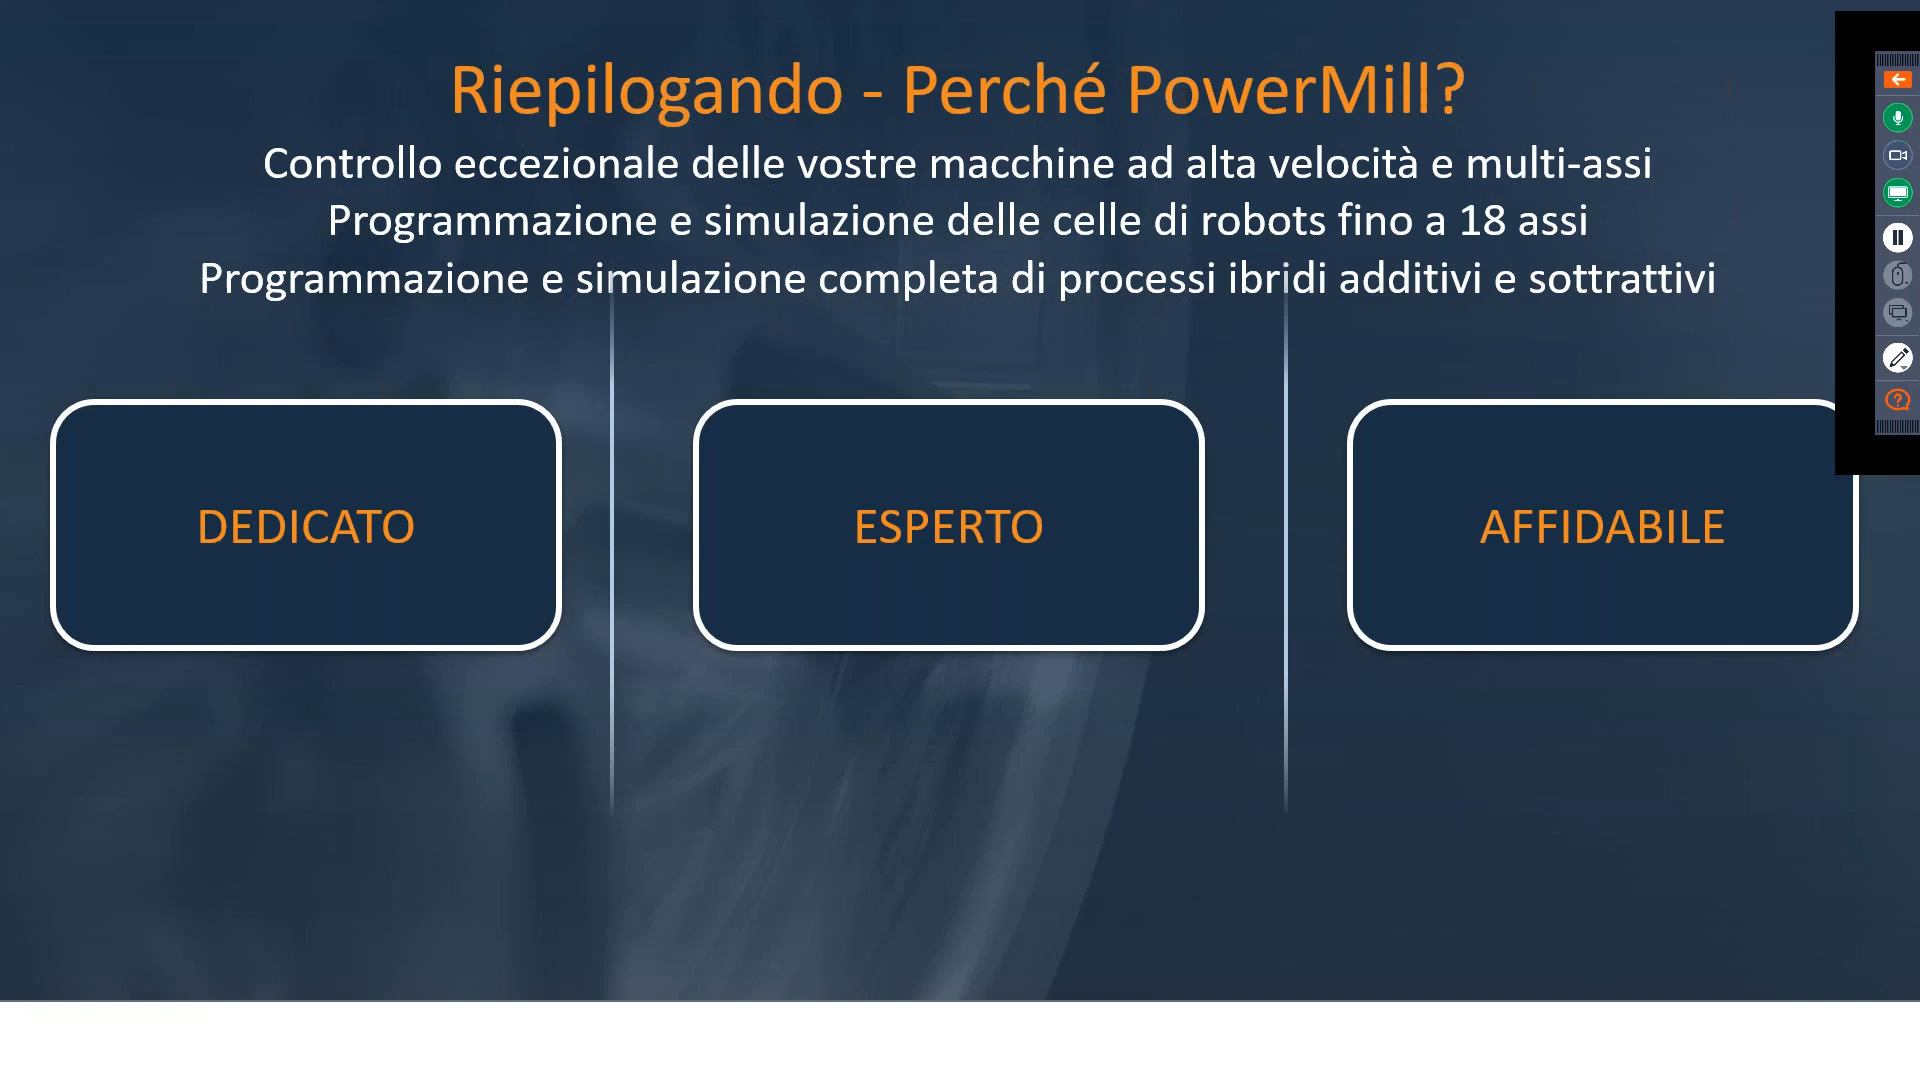 Riepilogando - Perché PowerMill?
Controllo eccezionale delle vostre macchine ad alta velocità e multi-assi
Programmazione e simulazione delle celle di robots fino a 18 assi
Programmazione e simulazione completa di processi ibridi additivi e sottrattivi
DEDICATO
ESPERTO
AFFIDABILE